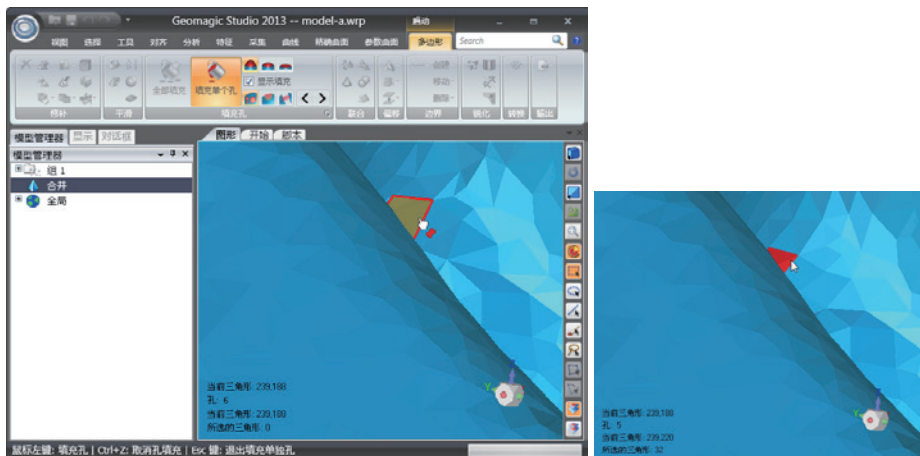 Geomagic Studio 2013 -- model-a.wrp
启动
视图 选择 工具 对齐 分析 特征 采集 曲线 精确曲面 参数曲面 多边形 Search
全部填充
填充单个孔
显示填充
创建
移动
删除
修补 平滑 填充孔 联合 偏移 边界 锐化 转换 输出
模型管理器 显示 对话框
图形 开始 脚本
模型管理器
组 1
合并
全局
当前三角形: 239,188
孔: 6
当前三角形: 239,188
所选的三角形: 0
鼠标左键: 填充孔 | Ctrl+Z: 取消孔填充 | Esc 键: 退出填充单独孔
当前三角形: 239,188
孔: 5
当前三角形: 239,220
所选的三角形: 32